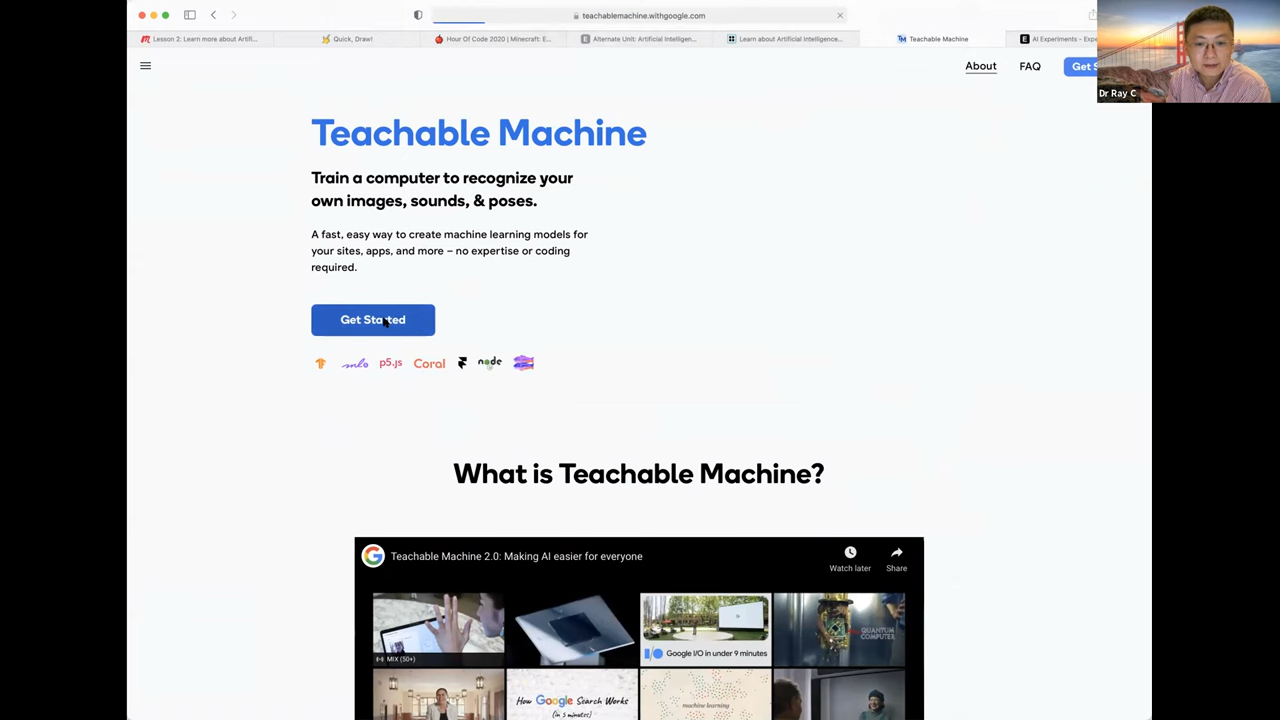 teachablemachine.withgoogle.com
Lesson 2: Learn more about Artifi...
Quick, Draw!
Hour Of Code 2020 | Minecraft: E...
Alternate Unit: Artificial Intelligen...
Learn about Artificial Intelligence...
Teachable Machine
AI Experiments - Expe
About
FAQ
Get S
Dr Ray C
Teachable Machine
Train a computer to recognize your
own images, sounds, & poses.
A fast, easy way to create machine learning models for
your sites, apps, and more – no expertise or coding
required.
Get Started
p5.js
Coral
node
What is Teachable Machine?
Teachable Machine 2.0: Making AI easier for everyone
Watch later
Share
MIX (50+)
Google I/O in under 9 minutes
QUANTUM
COMPUTER
How Google Search Works
(in 5 minutes)
machine learning